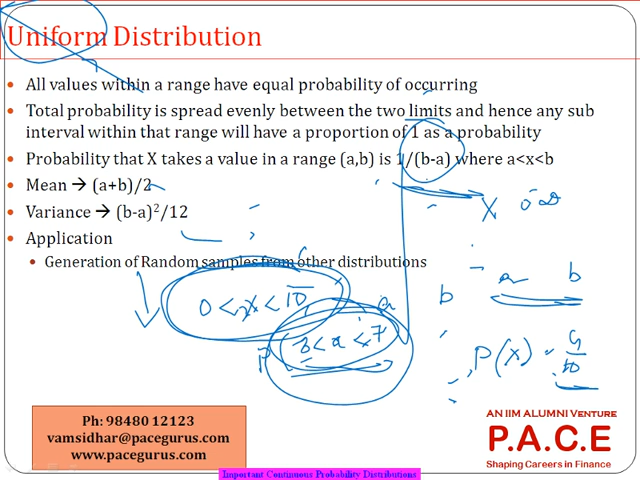 Uniform Distribution
• All values within a range have equal probability of occurring
• Total probability is spread evenly between the two limits and hence any sub
interval within that range will have a proportion of 1 as a probability
• Probability that X takes a value in a range (a,b) is 1/(b-a) where a<x<b
• Mean → (a+b)/2
X
• Variance → (b-a)²/12
• Application
• Generation of Random samples from other distributions
a b
b
0 < x < 10
a
P 3 < x < 7
P(X)
Ph: 98480 12123
vamsidhar@pacegurus.com
www.pacegurus.com
AN IIM ALUMNI VENTURE
P.A.C.E
Shaping Careers in Finance
Important Continuous Probability Distributions